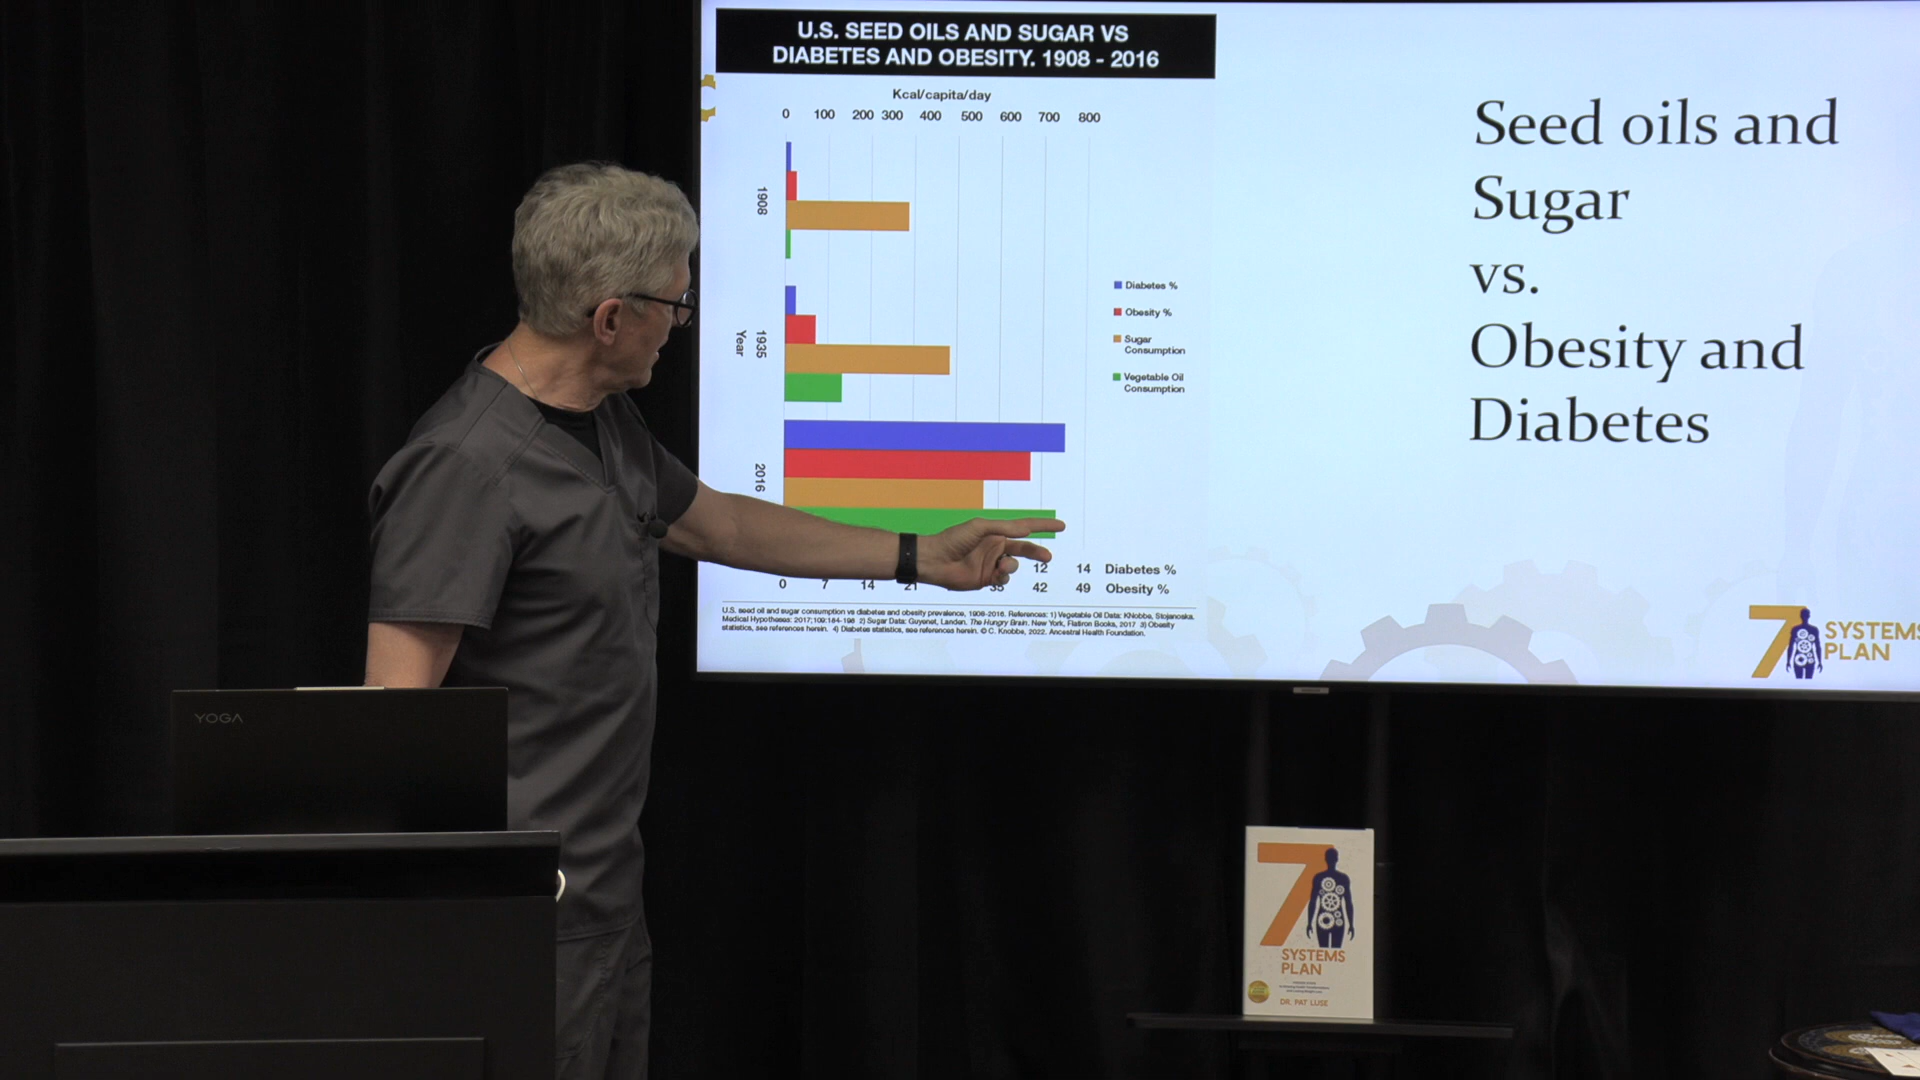 U.S. SEED OILS AND SUGAR VS
DIABETES AND OBESITY. 1908 - 2016
Kcal/capita/day
0 100 200 300 400 500 600 700 800
1908
1935
Year
2016
Diabetes %
Obesity %
Sugar
Consumption
Vegetable Oil
Consumption
12 14 Diabetes %
0 7 14 21 35 42 49 Obesity %
U.S. seed oil and sugar consumption vs diabetes and obesity prevalence, 1908-2016. References: 1) Vegetable Oil Data: Knobbe, Stojanoska.
Medical Hypotheses: 2017;109:184-198 2) Sugar Data: Guyenet, Landen. The Hungry Brain. New York, Flatiron Books, 2017 3) Obesity
statistics, see references herein. 4) Diabetes statistics, see references herein. © C. Knobbe, 2022. Ancestral Health Foundation.
Seed oils and
Sugar
vs.
Obesity and
Diabetes
7 SYSTEMS
PLAN
YOGA
7
SYSTEMS
PLAN
DR. PAT LUSE